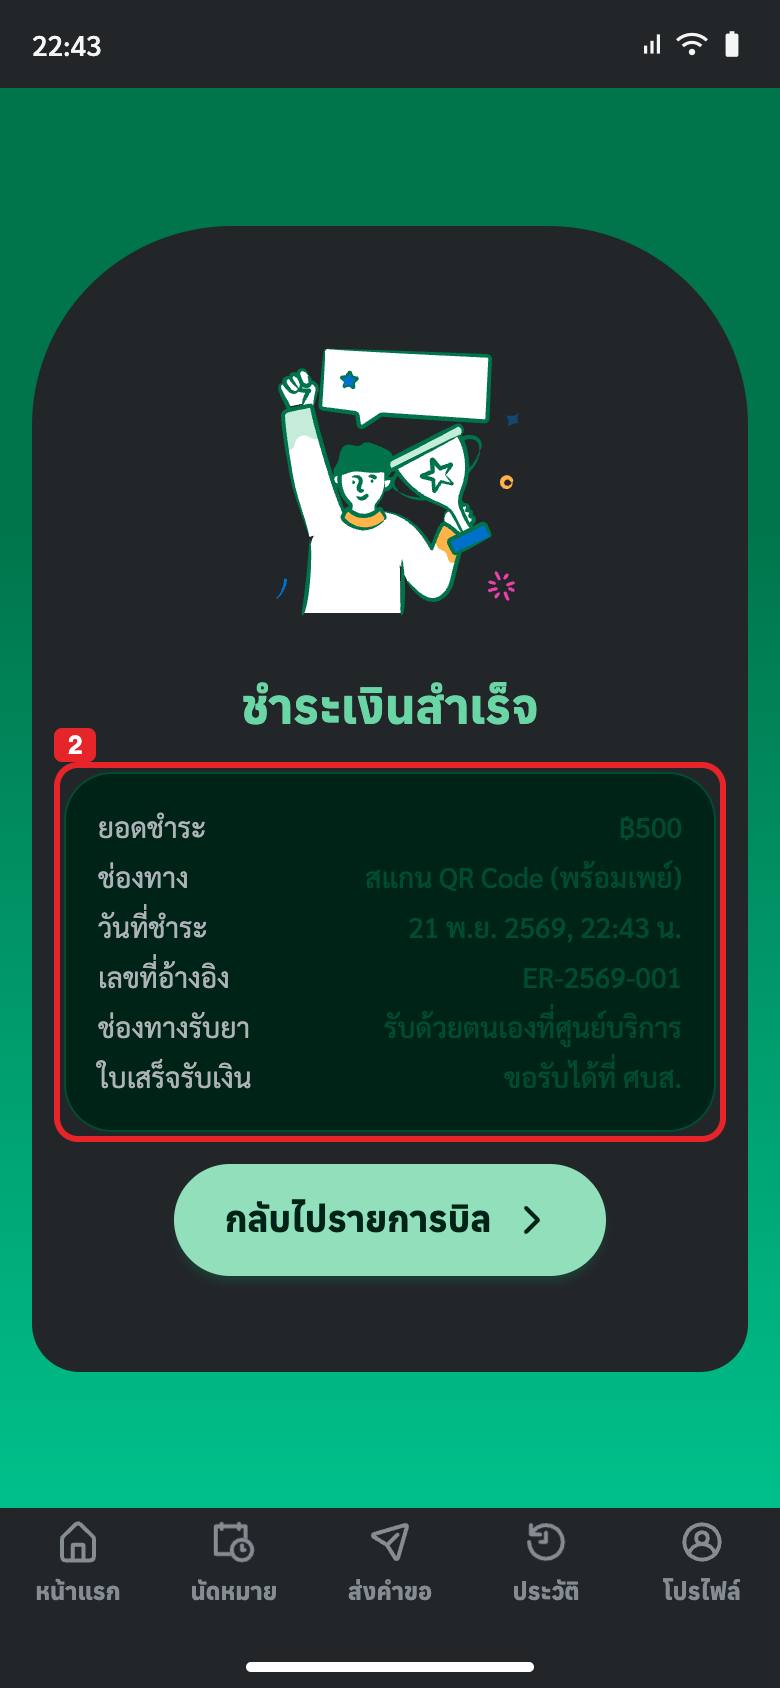 22:43
ชำระเงินสำเร็จ
2
ยอดชำระ ฿500
ช่องทาง สแกน QR Code (พร้อมเพย์)
วันที่ชำระ 21 พ.ย. 2569, 22:43 น.
เลขที่อ้างอิง ER-2569-001
ช่องทางรับยา รับด้วยตนเองที่ศูนย์บริการ
ใบเสร็จรับเงิน ขอรับได้ที่ ศบส.
กลับไปรายการบิล
หน้าแรก นัดหมาย ส่งคำขอ ประวัติ โปรไฟล์